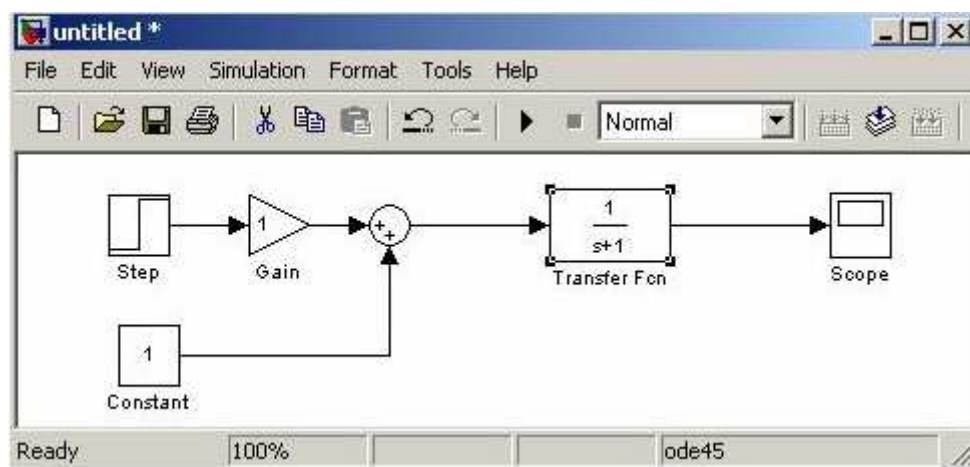 untitled *
File Edit View Simulation Format Tools Help
Normal
1
1
s+1
+
+
Step
Gain
Transfer Fcn
Scope
1
Constant
Ready 100% ode45